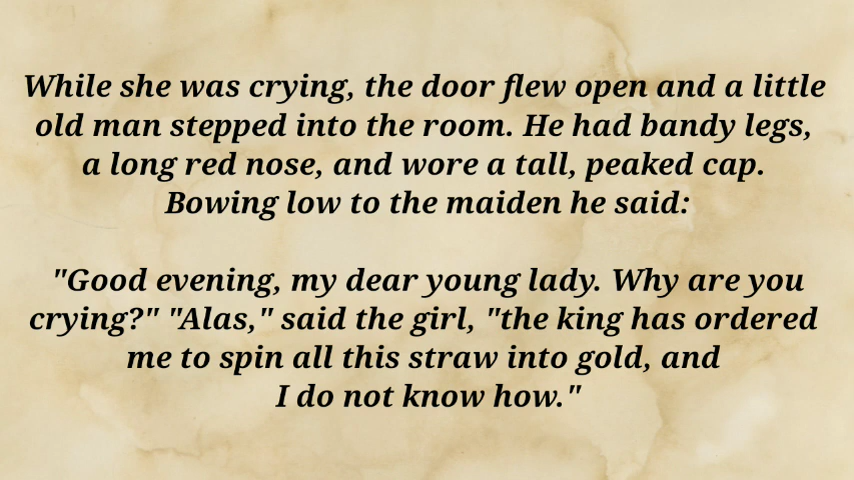 While she was crying, the door flew open and a little
old man stepped into the room. He had bandy legs,
a long red nose, and wore a tall, peaked cap.
Bowing low to the maiden he said:
"Good evening, my dear young lady. Why are you
crying?" "Alas," said the girl, "the king has ordered
me to spin all this straw into gold, and
I do not know how."